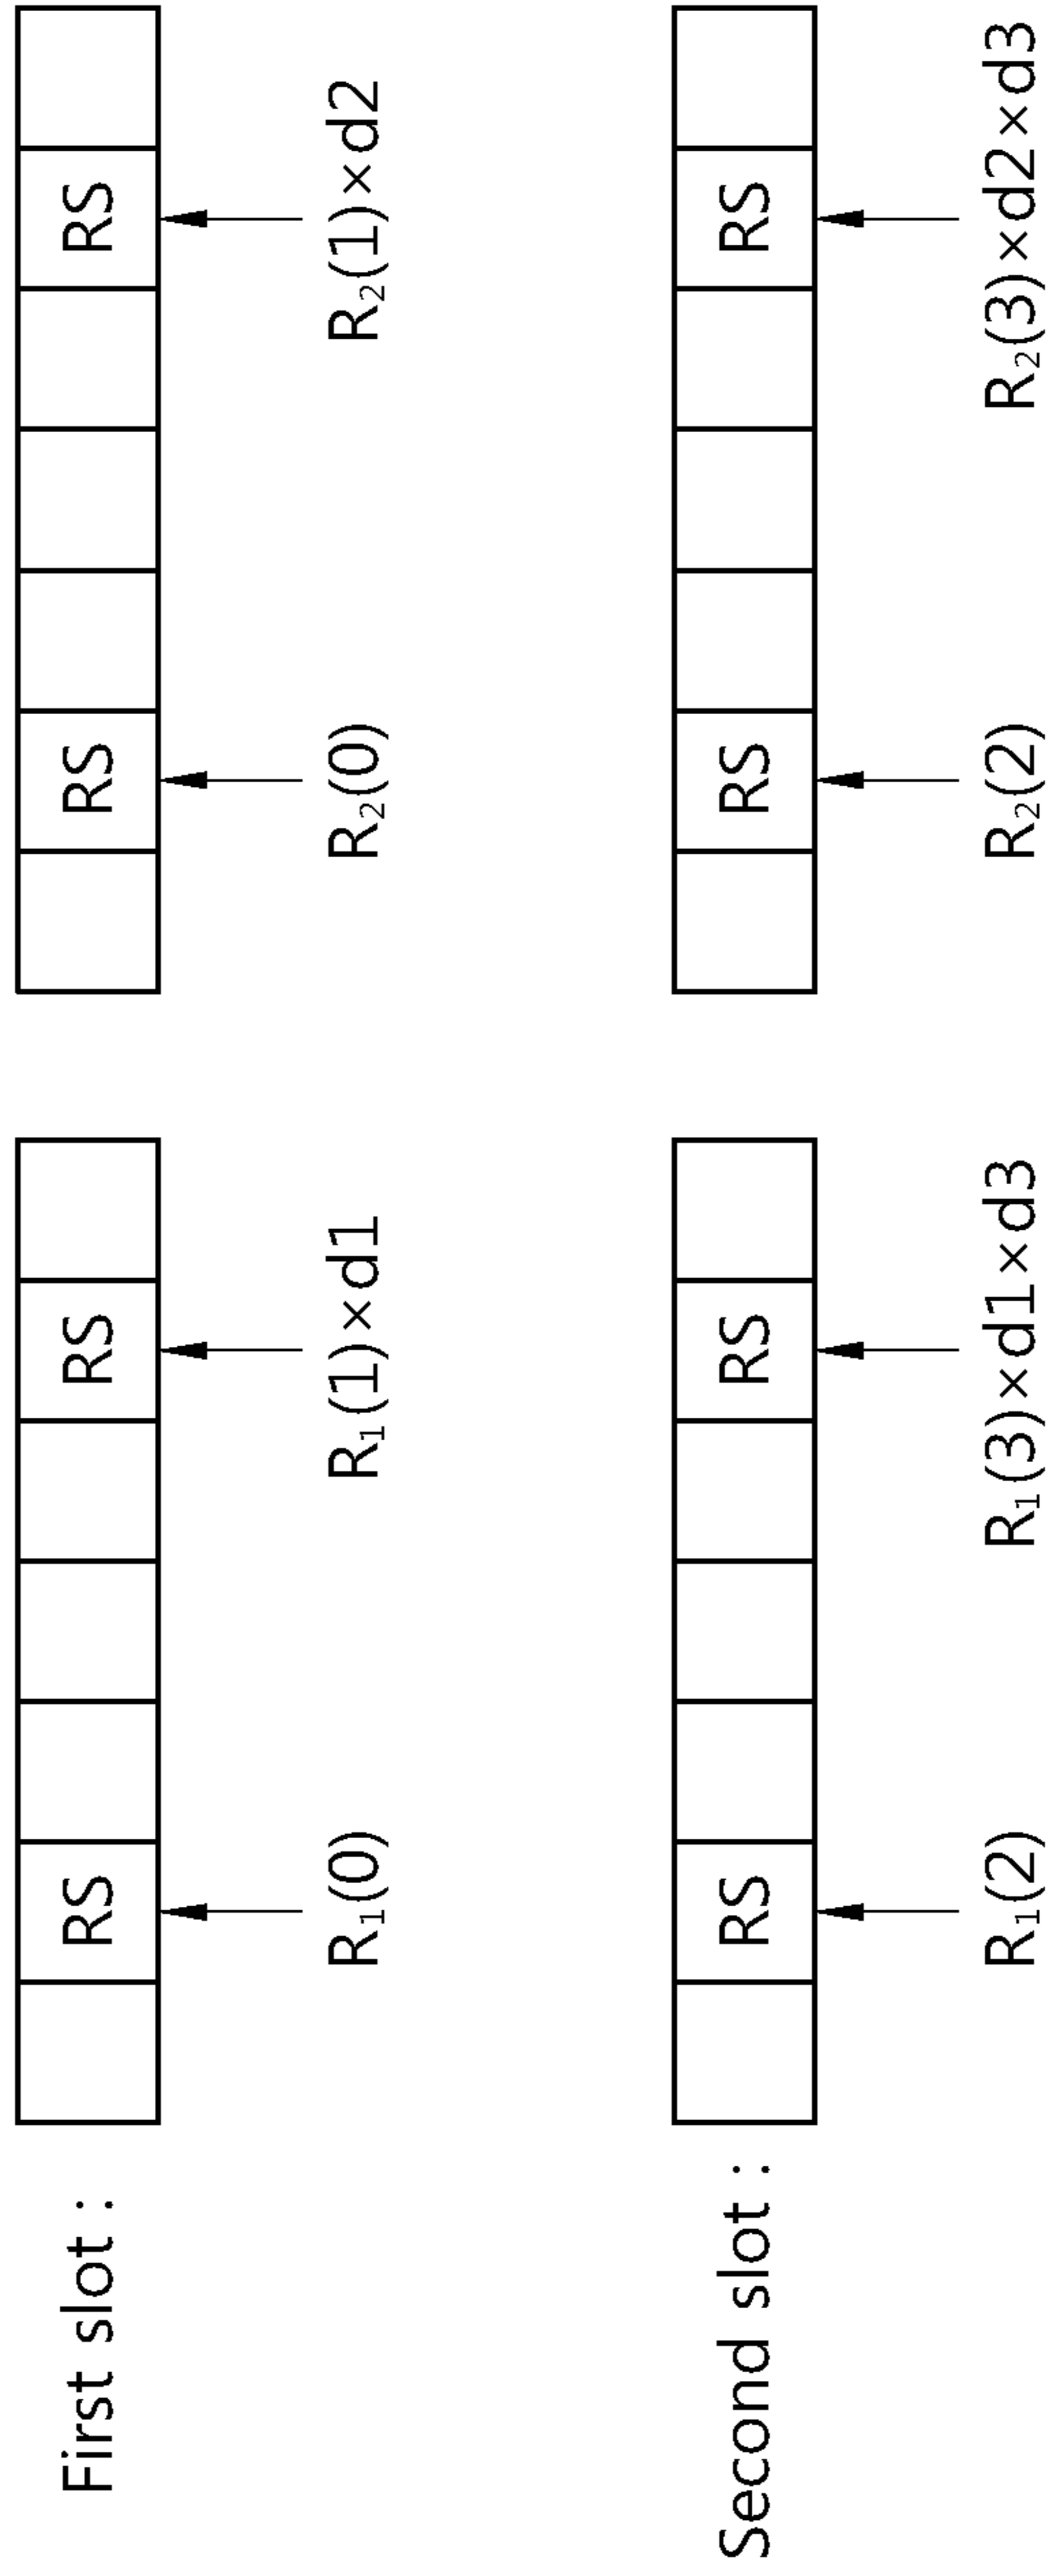 First slot : RS RS RS RS
R₁(0) R₁(1)×d1 R₂(0) R₂(1)×d2
Second slot : RS RS RS RS
R₁(2) R₁(3)×d1×d3 R₂(2) R₂(3)×d2×d3